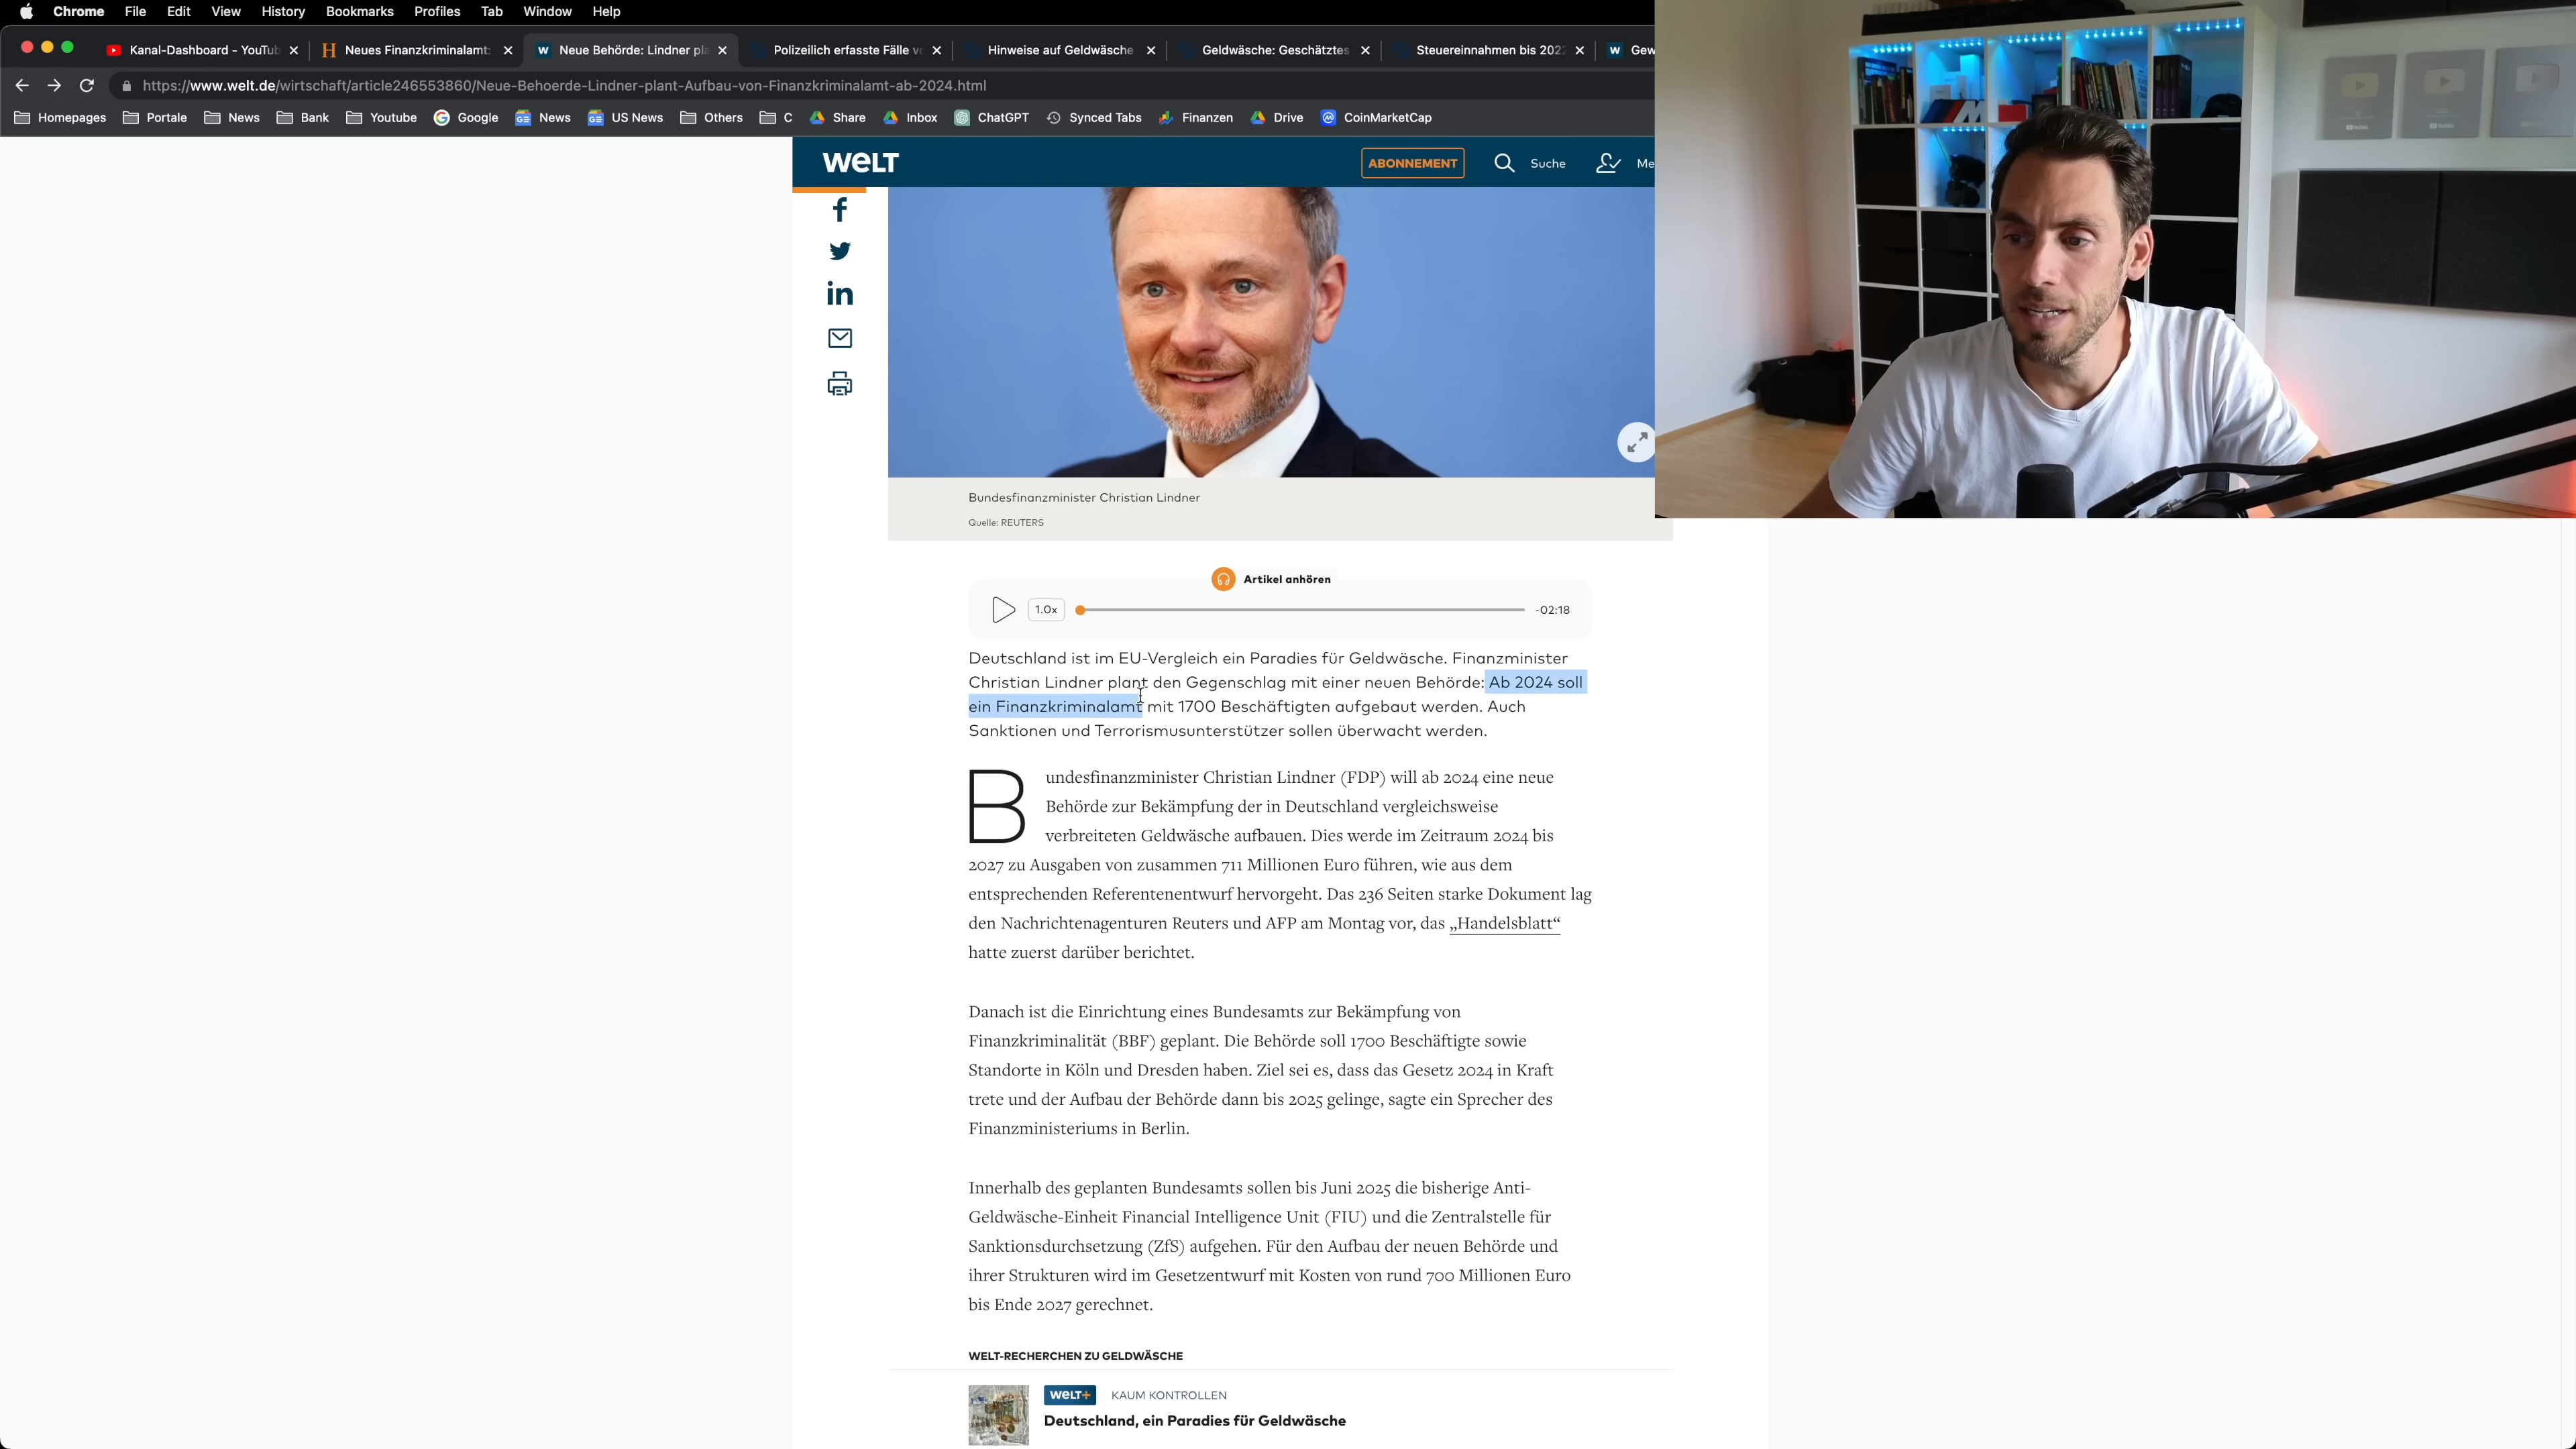 Chrome File Edit View History Bookmarks Profiles Tab Window Help
Kanal-Dashboard - YouTub
Neues Finanzkriminalamt:
Neue Behörde: Lindner pla
Polizeilich erfasste Fälle vo
Hinweise auf Geldwäsche
Geldwäsche: Geschätztes
Steuereinnahmen bis 2022
Gew
https://www.welt.de/wirtschaft/article246553860/Neue-Behoerde-Lindner-plant-Aufbau-von-Finanzkriminalamt-ab-2024.html
Homepages Portale News Bank Youtube Google News US News Others C Share Inbox ChatGPT Synced Tabs Finanzen Drive CoinMarketCap
WELT
ABONNEMENT
Suche
Me
Bundesfinanzminister Christian Lindner
Quelle: REUTERS
Artikel anhören
1.0x
-02:18
Deutschland ist im EU-Vergleich ein Paradies für Geldwäsche. Finanzminister
Christian Lindner plant den Gegenschlag mit einer neuen Behörde: Ab 2024 soll
ein Finanzkriminalamt mit 1700 Beschäftigten aufgebaut werden. Auch
Sanktionen und Terrorismusunterstützer sollen überwacht werden.
Bundesfinanzminister Christian Lindner (FDP) will ab 2024 eine neue
Behörde zur Bekämpfung der in Deutschland vergleichsweise
verbreiteten Geldwäsche aufbauen. Dies werde im Zeitraum 2024 bis
2027 zu Ausgaben von zusammen 711 Millionen Euro führen, wie aus dem
entsprechenden Referentenentwurf hervorgeht. Das 236 Seiten starke Dokument lag
den Nachrichtenagenturen Reuters und AFP am Montag vor, das „Handelsblatt“
hatte zuerst darüber berichtet.
Danach ist die Einrichtung eines Bundesamts zur Bekämpfung von
Finanzkriminalität (BBF) geplant. Die Behörde soll 1700 Beschäftigte sowie
Standorte in Köln und Dresden haben. Ziel sei es, dass das Gesetz 2024 in Kraft
trete und der Aufbau der Behörde dann bis 2025 gelinge, sagte ein Sprecher des
Finanzministeriums in Berlin.
Innerhalb des geplanten Bundesamts sollen bis Juni 2025 die bisherige Anti-
Geldwäsche-Einheit Financial Intelligence Unit (FIU) und die Zentralstelle für
Sanktionsdurchsetzung (ZfS) aufgehen. Für den Aufbau der neuen Behörde und
ihrer Strukturen wird im Gesetzentwurf mit Kosten von rund 700 Millionen Euro
bis Ende 2027 gerechnet.
WELT-RECHERCHEN ZU GELDWÄSCHE
WELT+ KAUM KONTROLLEN
Deutschland, ein Paradies für Geldwäsche